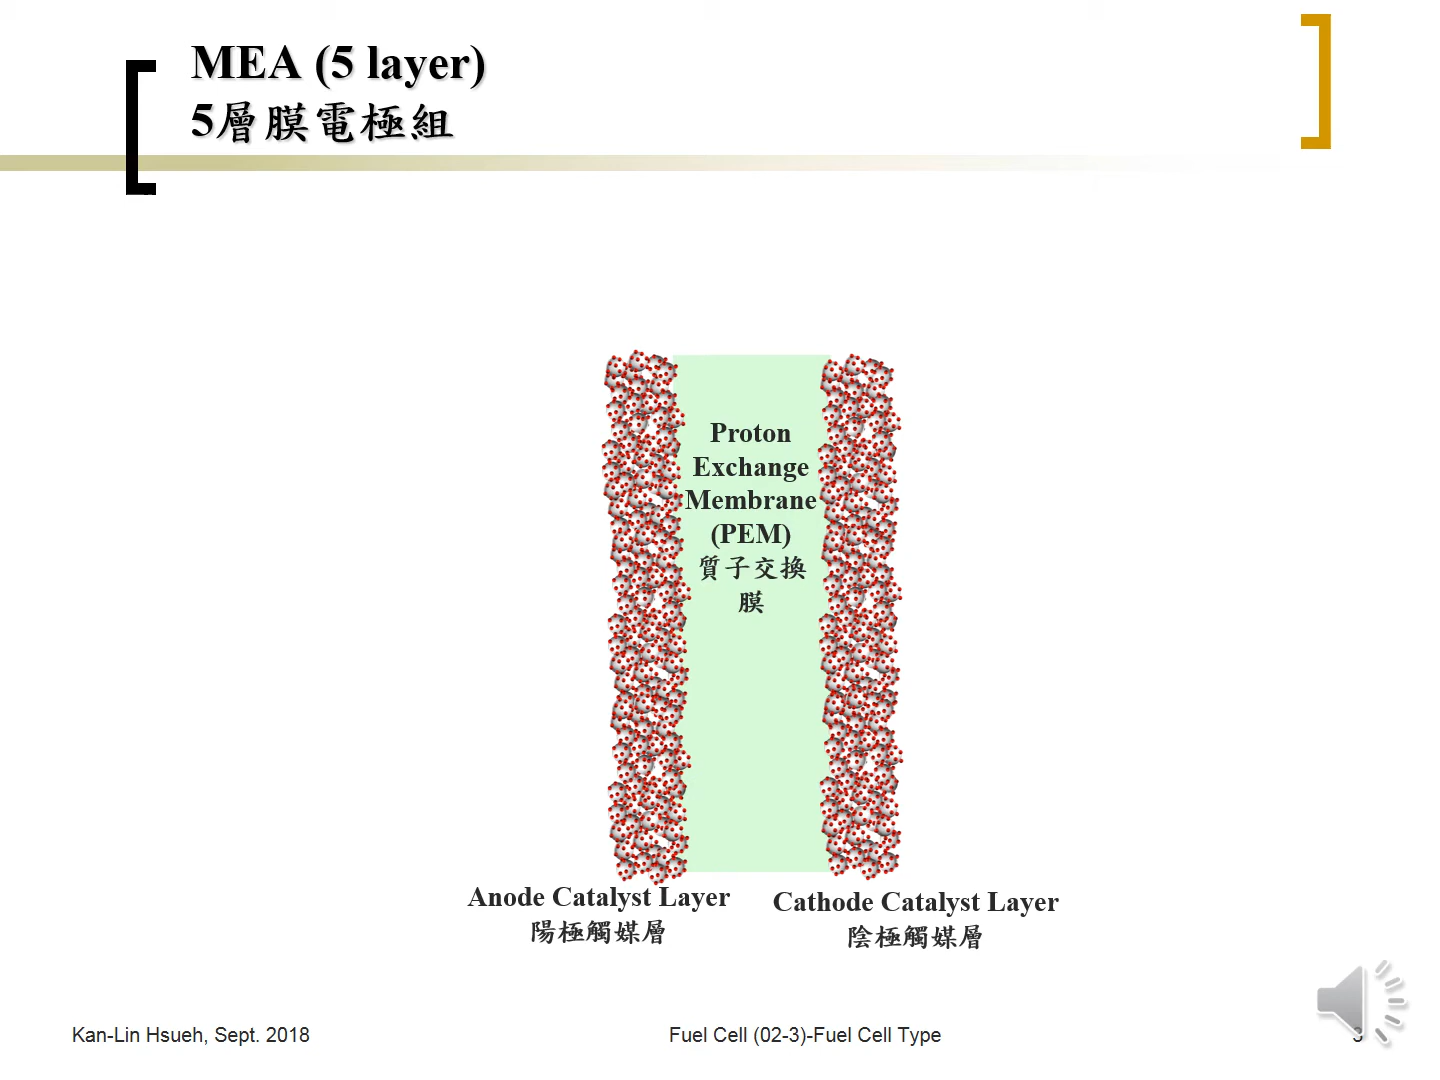 MEA (5 layer)
5層膜電極組
Proton
Exchange
Membrane
(PEM)
質子交換
膜
Anode Catalyst Layer
陽極觸媒層
Cathode Catalyst Layer
陰極觸媒層
Kan-Lin Hsueh, Sept. 2018
Fuel Cell (02-3)-Fuel Cell Type
3